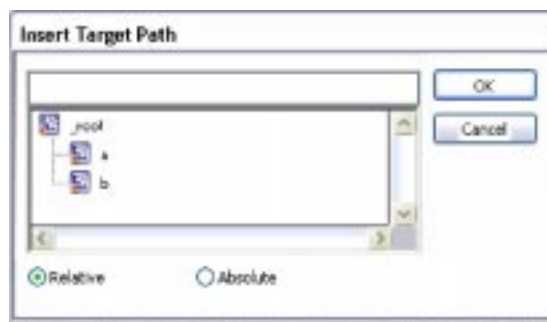 Insert Target Path
OK
_root
Cancel
a
b
Relative
Absolute